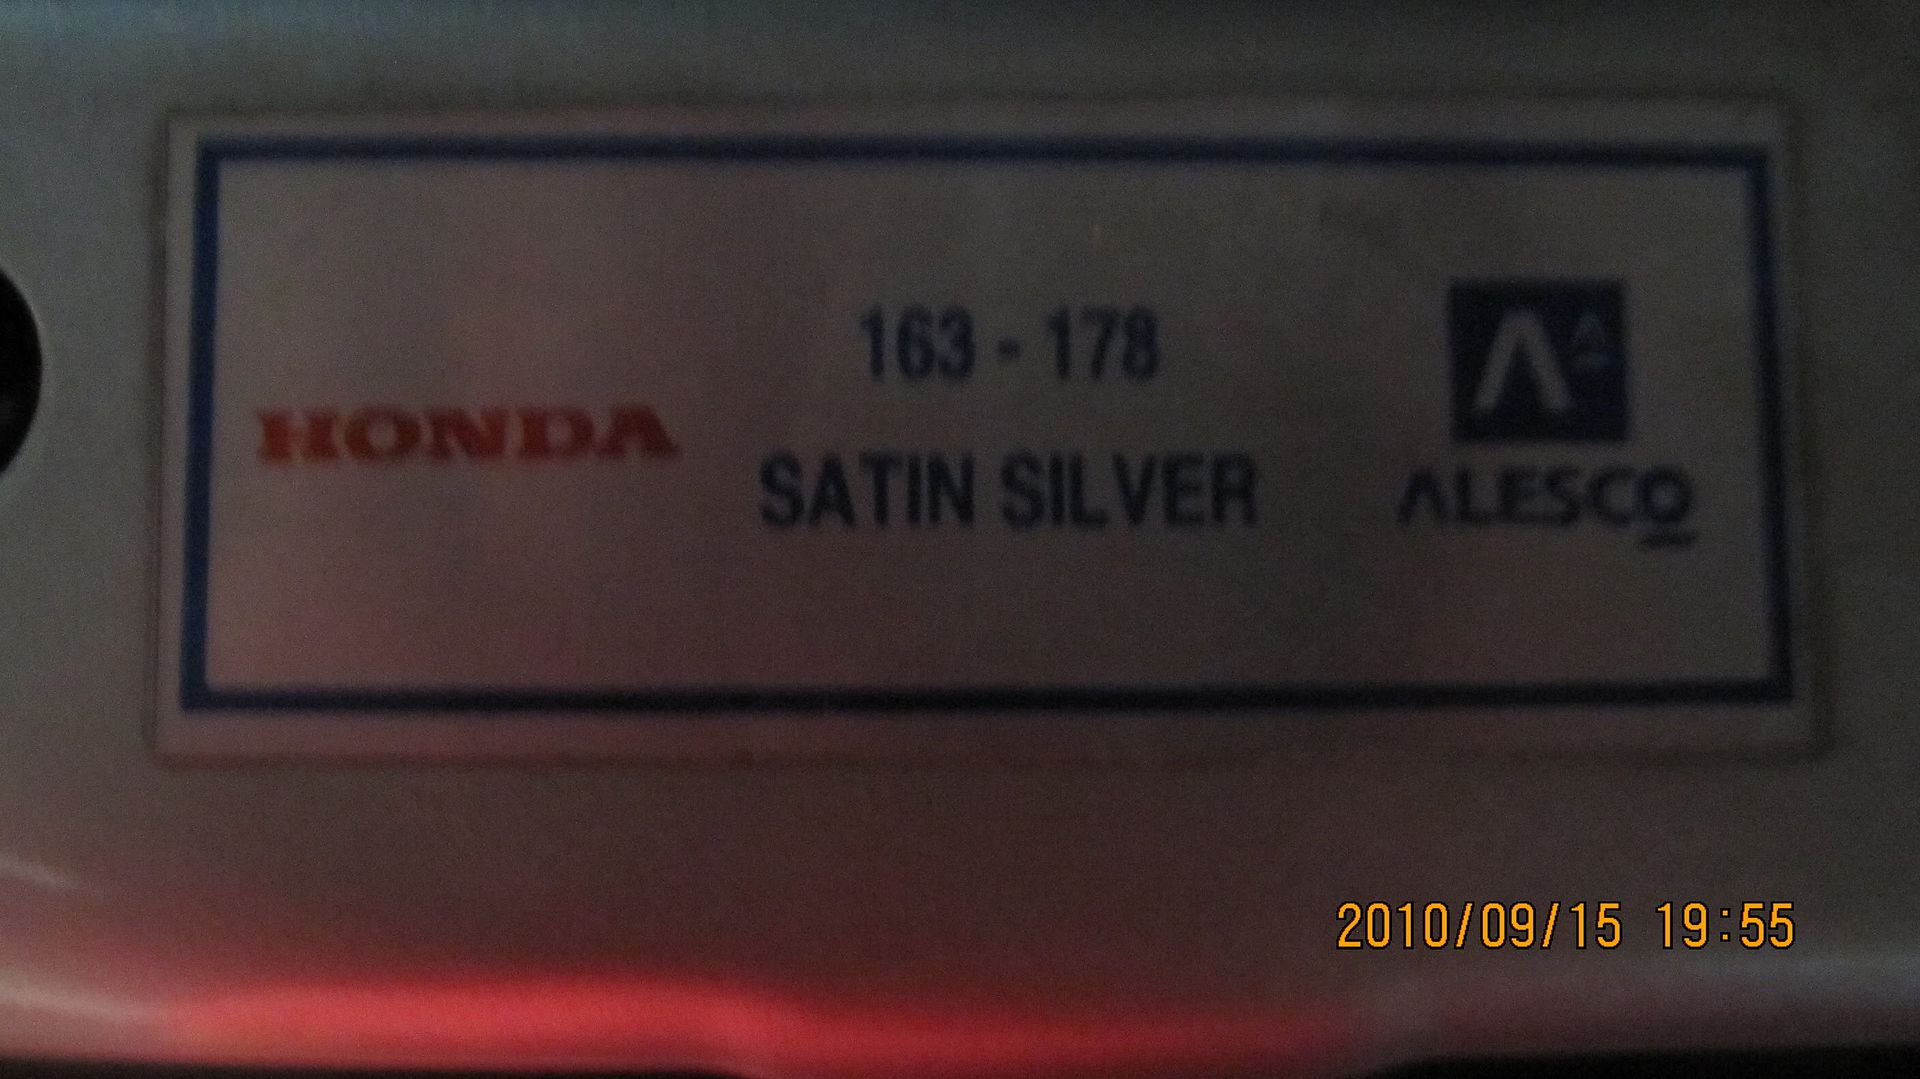 163 - 178
HONDA
SATIN SILVER
ALESCO
2010/09/15 19:55